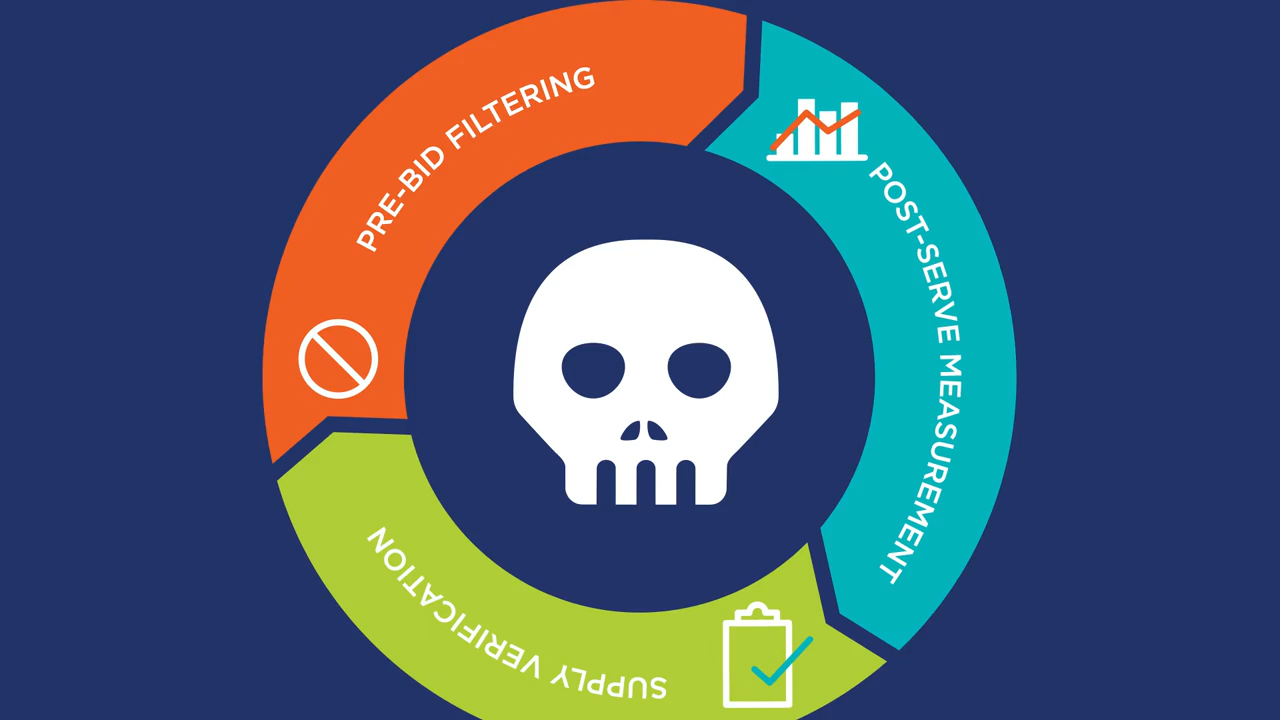 PRE-BID FILTERING
POST-SERVE MEASUREMENT
SUPPLY VERIFICATION